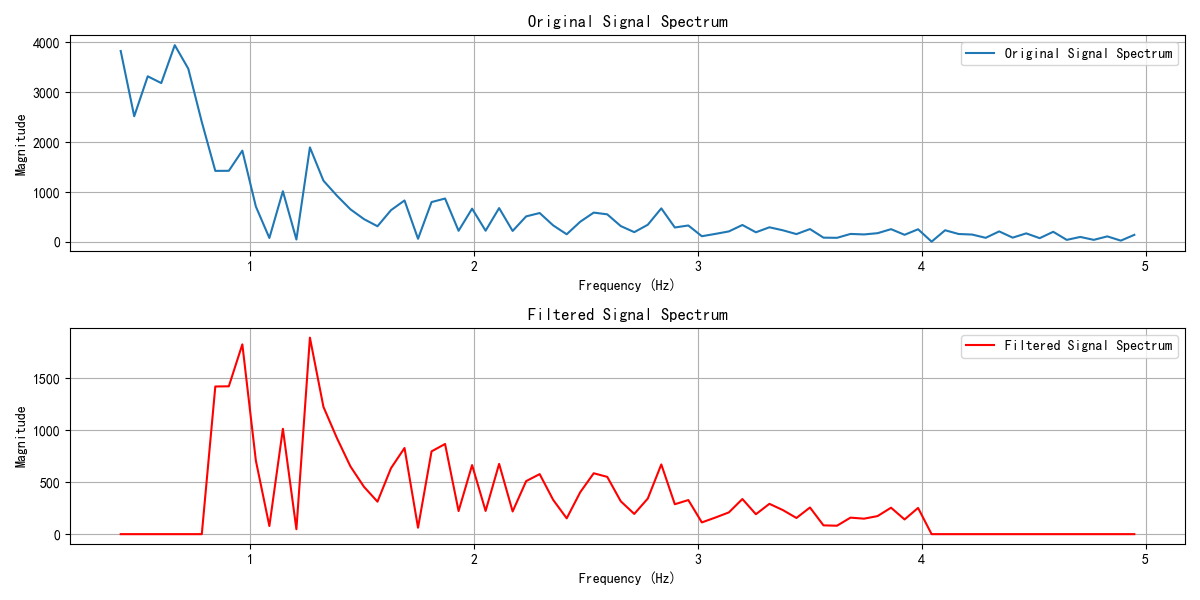 Original Signal Spectrum
4000
3000
2000
1000
0
Magnitude
Original Signal Spectrum
1 2 3 4 5
Frequency (Hz)
Filtered Signal Spectrum
1500
1000
500
0
Magnitude
Filtered Signal Spectrum
1 2 3 4 5
Frequency (Hz)